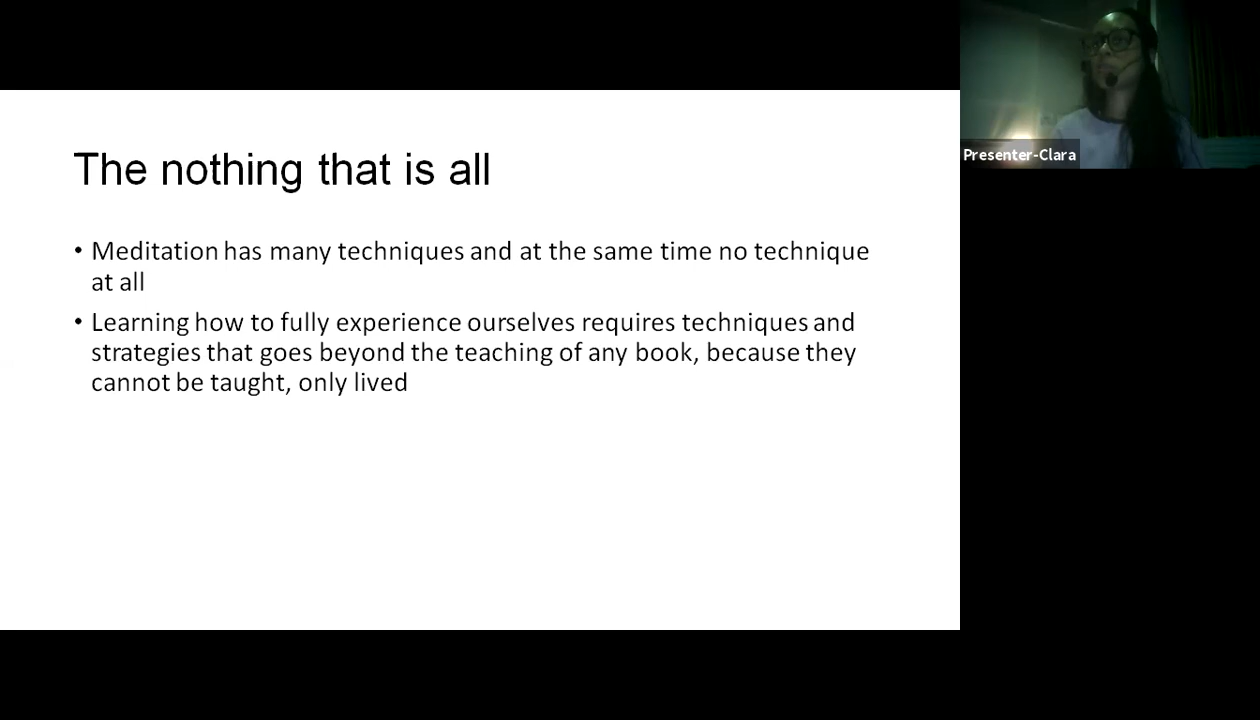 The nothing that is all
• Meditation has many techniques and at the same time no technique
at all
• Learning how to fully experience ourselves requires techniques and
strategies that goes beyond the teaching of any book, because they
cannot be taught, only lived
Presenter-Clara